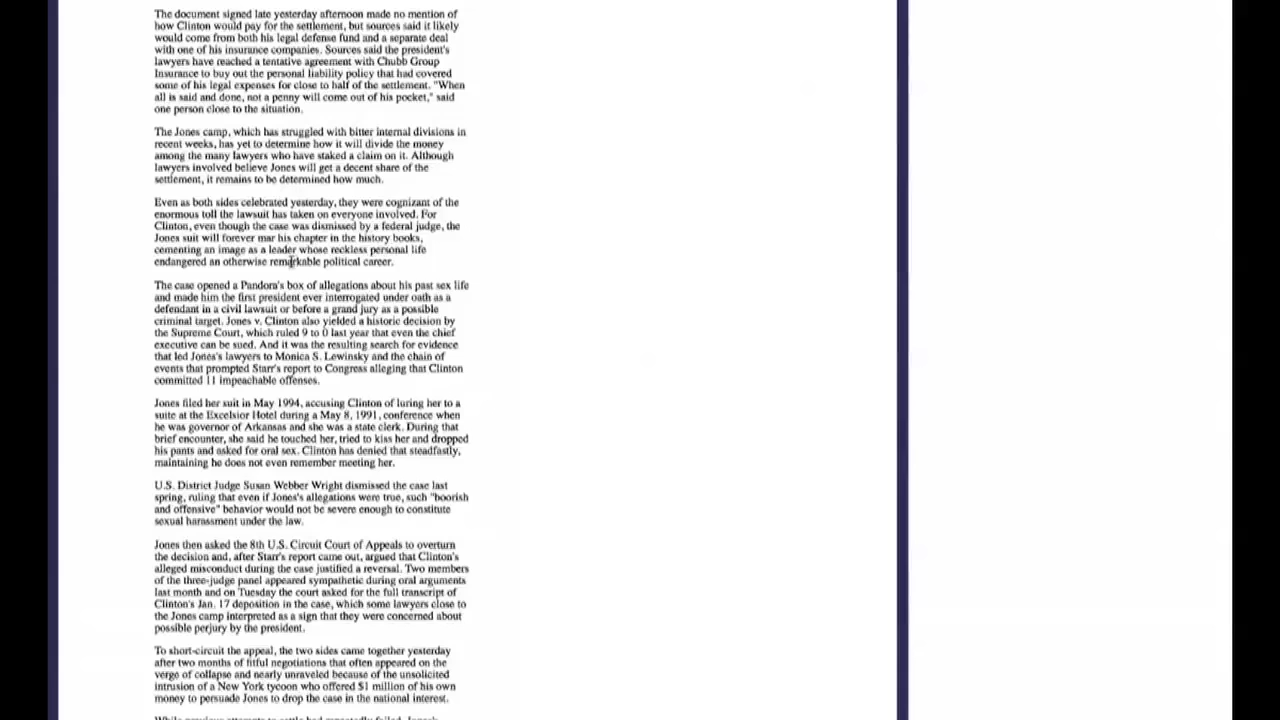 The document signed late yesterday afternoon made no mention of
how Clinton would pay for the settlement, but sources said it likely
would come from both his legal defense fund and a separate deal
with one of his insurance companies. Sources said the president's
lawyers have reached a tentative agreement with Chubb Group
Insurance to buy out the personal liability policy that had covered
some of his legal expenses for close to half of the settlement. "When
all is said and done, not a penny will come out of his pocket," said
one person close to the situation.
The Jones camp, which has struggled with bitter internal divisions in
recent weeks, has yet to determine how it will divide the money
among the many lawyers who have staked a claim on it. Although
lawyers involved believe Jones will get a decent share of the
settlement, it remains to be determined how much.
Even as both sides celebrated yesterday, they were cognizant of the
enormous toll the lawsuit has taken on everyone involved. For
Clinton, even though the case was dismissed by a federal judge, the
Jones suit will forever mar his chapter in the history books,
cementing an image as a leader whose reckless personal life
endangered an otherwise remarkable political career.
The case opened a Pandora's box of allegations about his past sex life
and made him the first president ever interrogated under oath as a
defendant in a civil lawsuit or before a grand jury as a possible
criminal target. Jones v. Clinton also yielded a historic decision by
the Supreme Court, which ruled 9 to 0 last year that even the chief
executive can be sued. And it was the resulting search for evidence
that led Jones's lawyers to Monica S. Lewinsky and the chain of
events that prompted Starr's report to Congress alleging that Clinton
committed 11 impeachable offenses.
Jones filed her suit in May 1994, accusing Clinton of luring her to a
suite at the Excelsior Hotel during a May 8, 1991, conference when
he was governor of Arkansas and she was a state clerk. During that
brief encounter, she said he touched her, tried to kiss her and dropped
his pants and asked for oral sex. Clinton has denied that steadfastly,
maintaining he does not even remember meeting her.
U.S. District Judge Susan Webber Wright dismissed the case last
spring, ruling that even if Jones's allegations were true, such "boorish
and offensive" behavior would not be severe enough to constitute
sexual harassment under the law.
Jones then asked the 8th U.S. Circuit Court of Appeals to overturn
the decision and, after Starr's report came out, argued that Clinton's
alleged misconduct during the case justified a reversal. Two members
of the three-judge panel appeared sympathetic during oral arguments
last month and on Tuesday the court asked for the full transcript of
Clinton's Jan. 17 deposition in the case, which some lawyers close to
the Jones camp interpreted as a sign that they were concerned about
possible perjury by the president.
To short-circuit the appeal, the two sides came together yesterday
after two months of fitful negotiations that often appeared on the
verge of collapse and nearly unraveled because of the unsolicited
intrusion of a New York tycoon who offered $1 million of his own
money to persuade Jones to drop the case in the national interest.